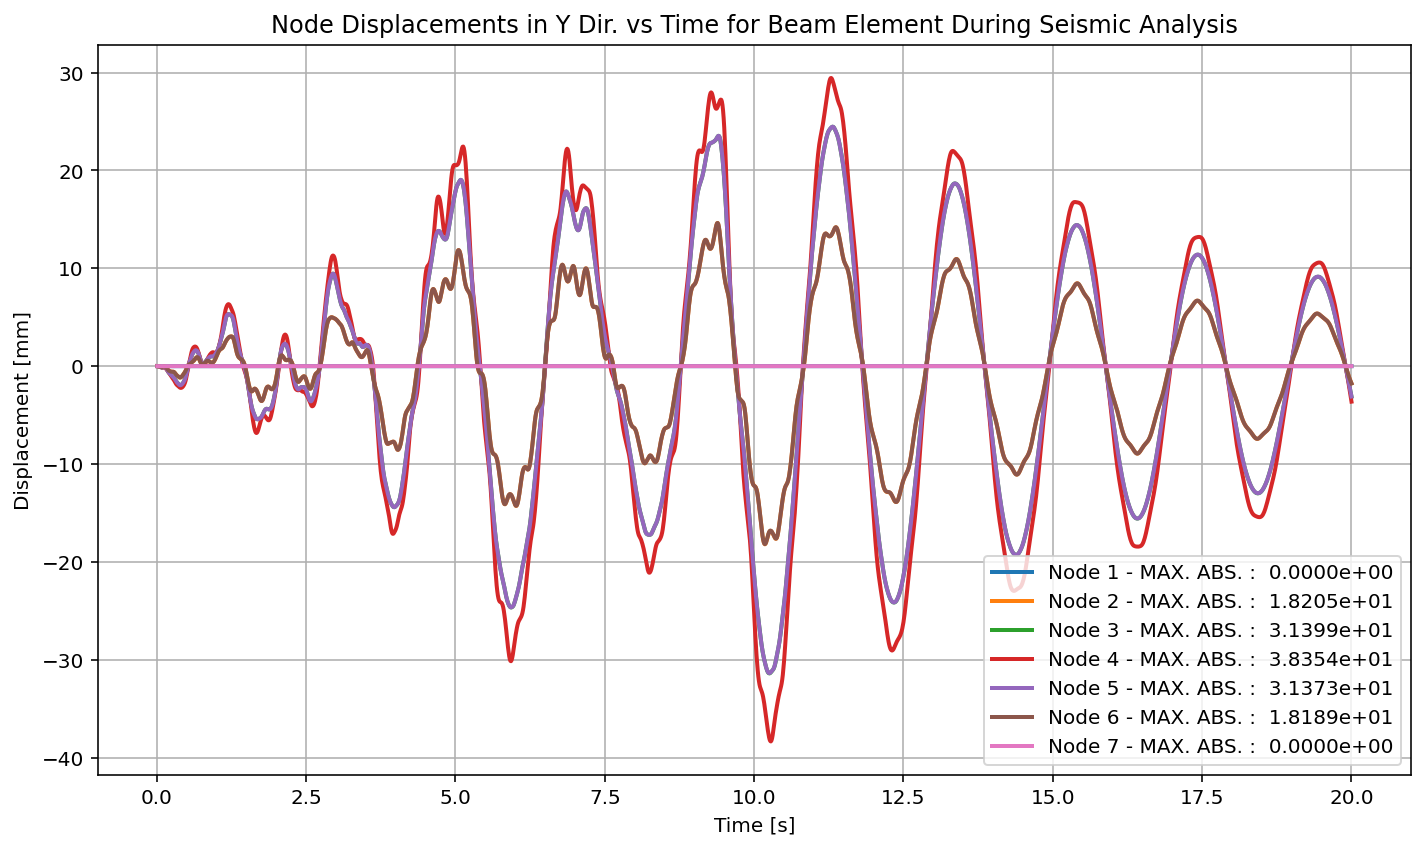 Node Displacements in Y Dir. vs Time for Beam Element During Seismic Analysis
30
20
10
0
−10
−20
−30
−40
Displacement [mm]
Node 1 - MAX. ABS. :  0.0000e+00
Node 2 - MAX. ABS. :  1.8205e+01
Node 3 - MAX. ABS. :  3.1399e+01
Node 4 - MAX. ABS. :  3.8354e+01
Node 5 - MAX. ABS. :  3.1373e+01
Node 6 - MAX. ABS. :  1.8189e+01
Node 7 - MAX. ABS. :  0.0000e+00
0.0 2.5 5.0 7.5 10.0 12.5 15.0 17.5 20.0
Time [s]